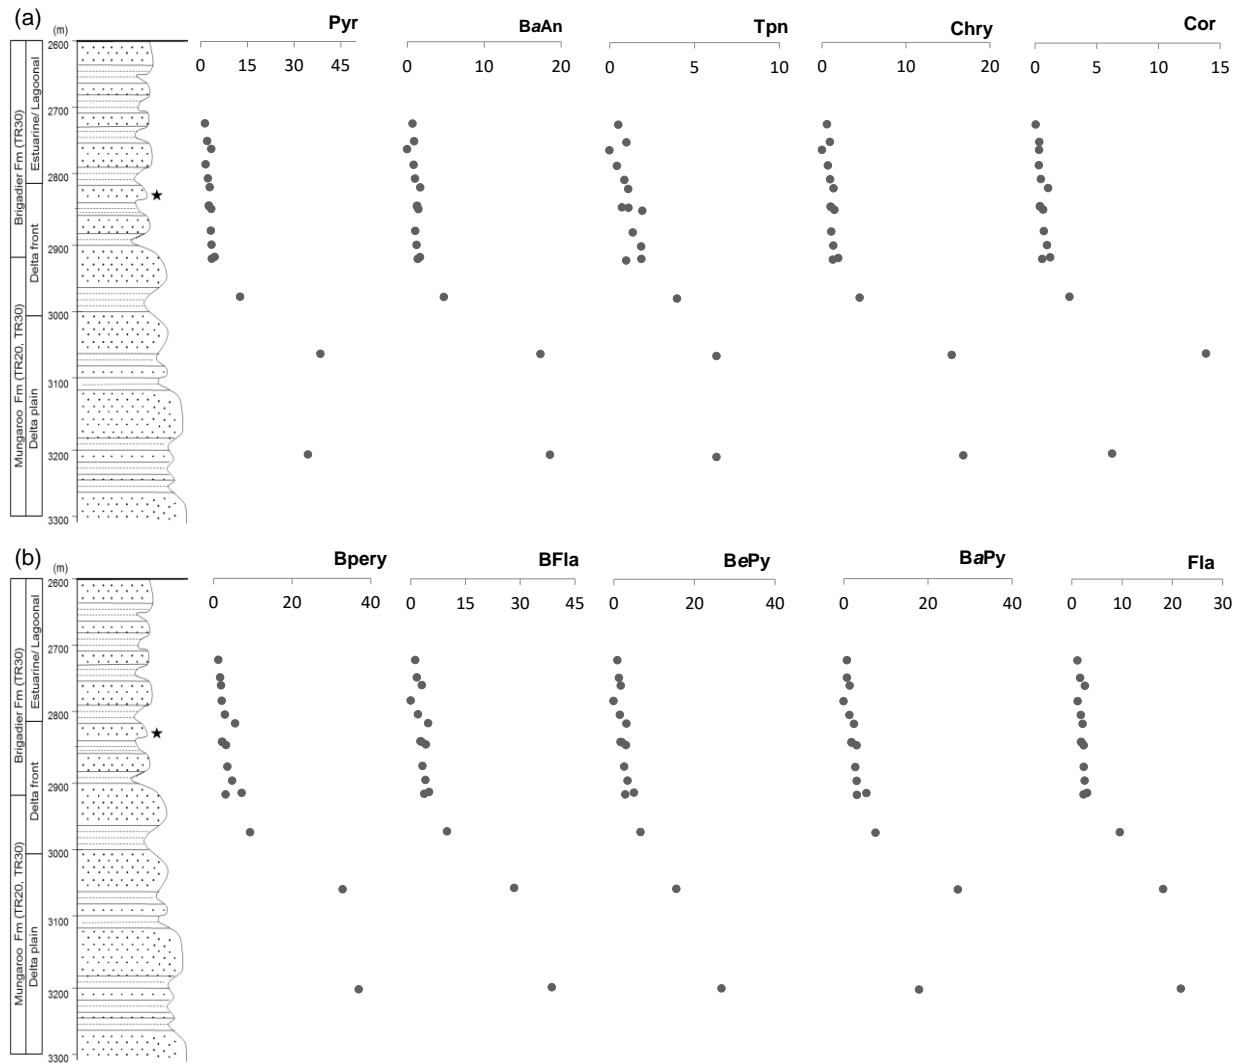 (a)
(m)
Pyr
BaAn
Tpn
Chry
Cor
0 15 30 45
0 10 20
0 5 10
0 10 20
0 5 10 15
2600
2700
2800
2900
3000
3100
3200
3300
Brigadier Fm (TR30)
Mungaroo Fm (TR20, TR30)
Estuarine/ Lagoonal
Delta front
Delta plain
(b)
(m)
Bpery
BFla
BePy
BaPy
Fla
0 20 40
0 15 30 45
0 20 40
0 20 40
0 10 20 30
2600
2700
2800
2900
3000
3100
3200
3300
Brigadier Fm (TR30)
Mungaroo Fm (TR20, TR30)
Estuarine/ Lagoonal
Delta front
Delta plain